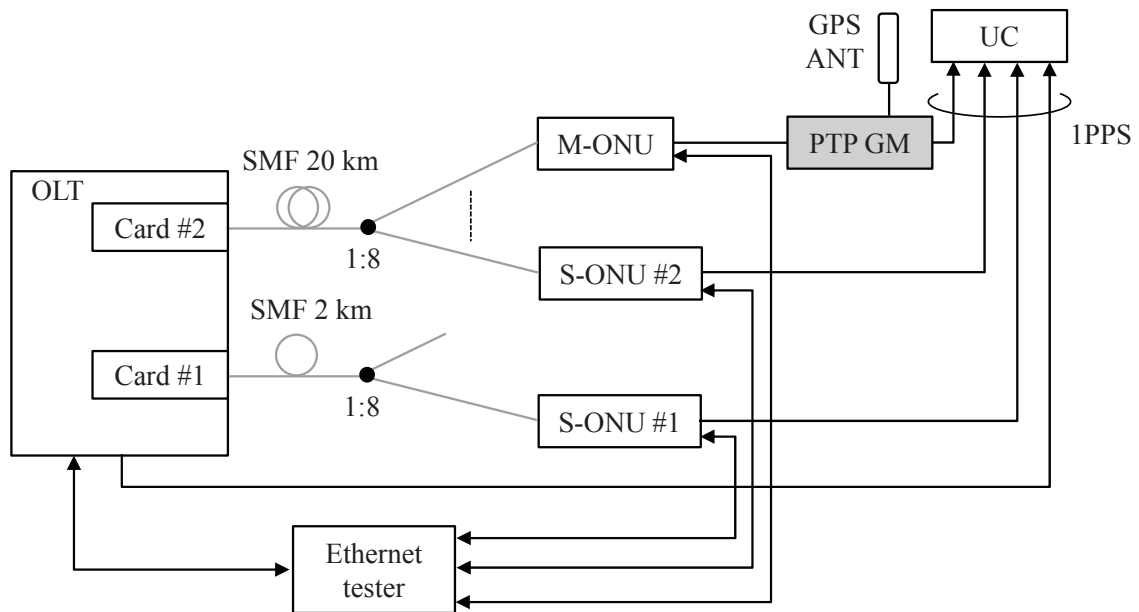 GPS
ANT
UC
1PPS
M-ONU
PTP GM
SMF 20 km
OLT
Card #2
1:8
S-ONU #2
SMF 2 km
Card #1
1:8
S-ONU #1
Ethernet
tester